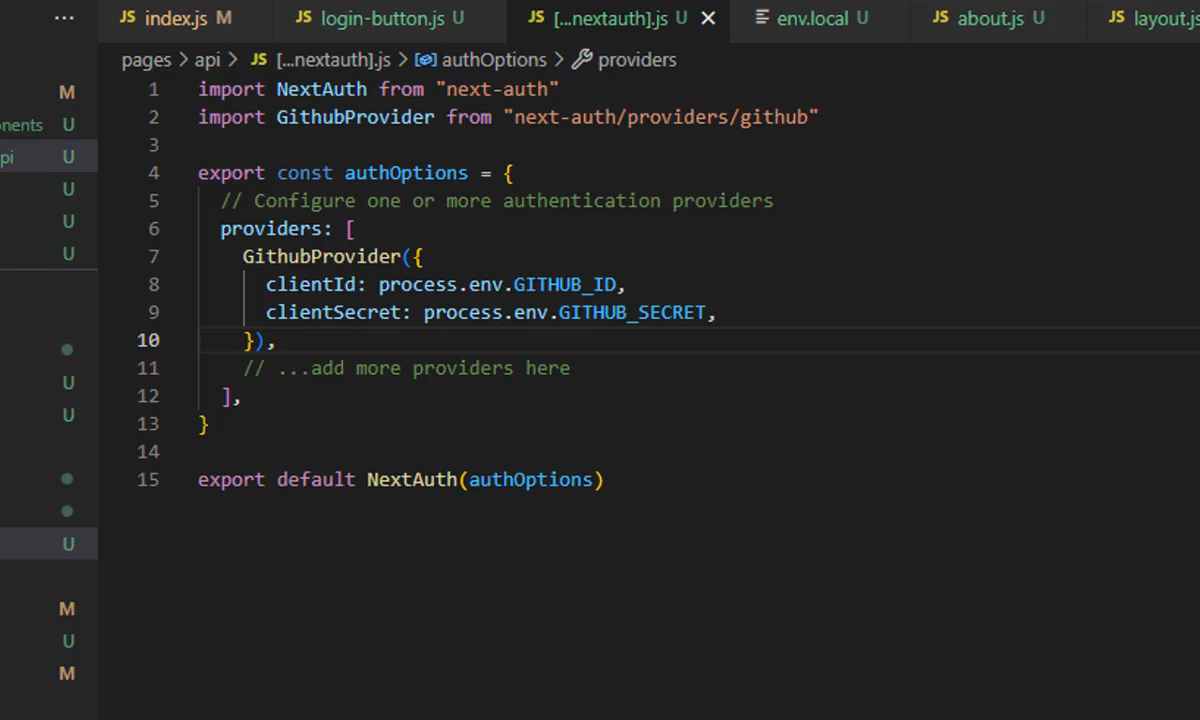 JS index.js M JS login-button.js U JS [...nextauth].js U env.local U JS about.js U JS layout.js
pages > api > JS [...nextauth].js > authOptions > providers
M
nents U
pi U
U
U
U
U
U
U
M
U
M
1 import NextAuth from "next-auth"
2 import GithubProvider from "next-auth/providers/github"
3
4 export const authOptions = {
5 // Configure one or more authentication providers
6 providers: [
7 GithubProvider({
8 clientId: process.env.GITHUB_ID,
9 clientSecret: process.env.GITHUB_SECRET,
10 }),
11 // ...add more providers here
12 ],
13 }
14
15 export default NextAuth(authOptions)